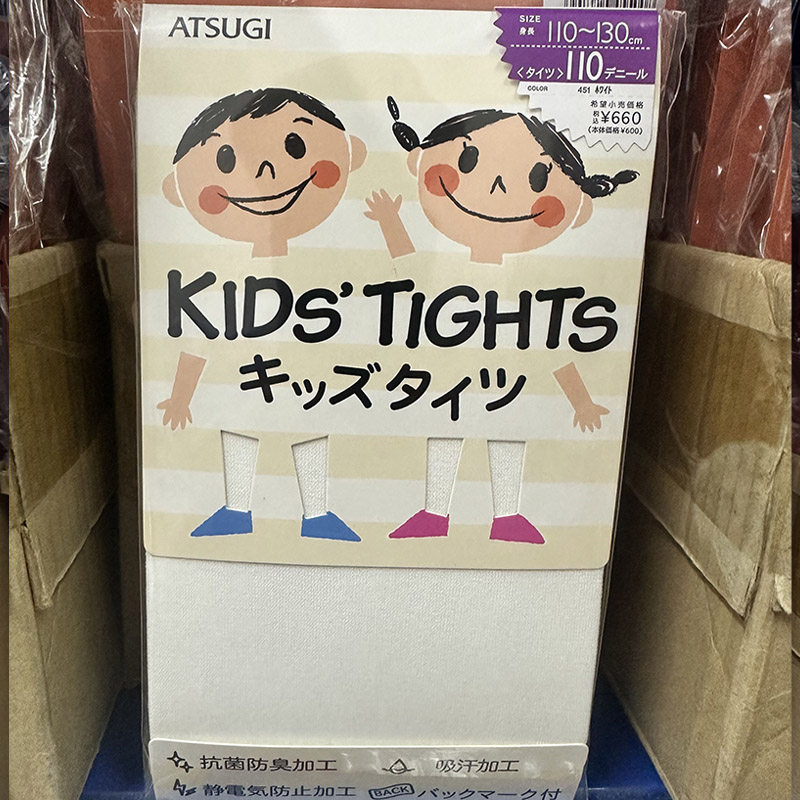 ATSUGI
SIZE
身長 110〜130cm
〈タイツ〉110デニール
COLOR 451 ホワイト
希望小売価格
税込 ¥660
(本体価格¥600)
KIDS' TIGHTS
キッズタイツ
抗菌防臭加工 吸汗加工
静電気防止加工 BACK バックマーク付